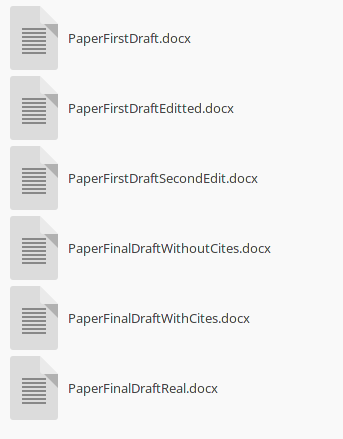 PaperFirstDraft.docx
PaperFirstDraftEditted.docx
PaperFirstDraftSecondEdit.docx
PaperFinalDraftWithoutCites.docx
PaperFinalDraftWithCites.docx
PaperFinalDraftReal.docx